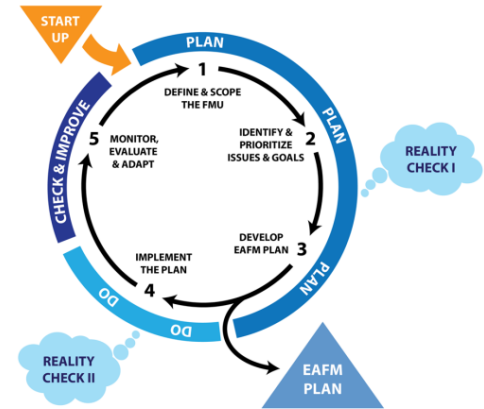 START
UP
PLAN
1
DEFINE & SCOPE
THE FMU
PLAN
2
IDENTIFY &
PRIORITIZE
ISSUES & GOALS
REALITY
CHECK I
3
DEVELOP
EAFM PLAN
PLAN
4
IMPLEMENT
THE PLAN
DO
DO
REALITY
CHECK II
EAFM
PLAN
5
MONITOR,
EVALUATE
& ADAPT
CHECK & IMPROVE